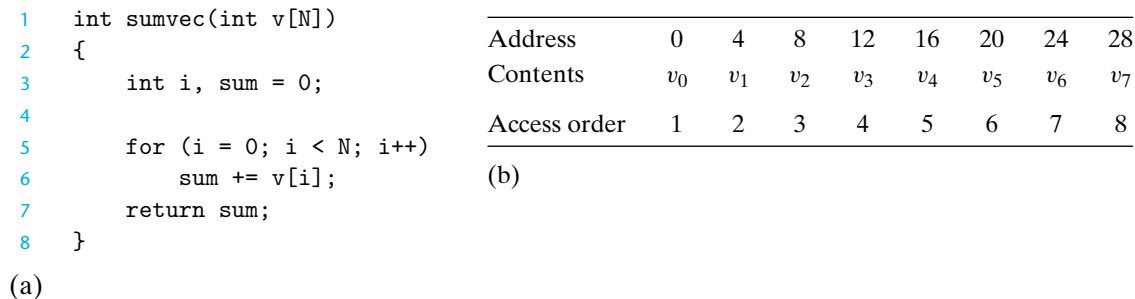 1 int sumvec(int v[N])
2 {
3 int i, sum = 0;
4
5 for (i = 0; i < N; i++)
6 sum += v[i];
7 return sum;
8 }
(a)
Address 0 4 8 12 16 20 24 28
Contents v₀ v₁ v₂ v₃ v₄ v₅ v₆ v₇
Access order 1 2 3 4 5 6 7 8
(b)